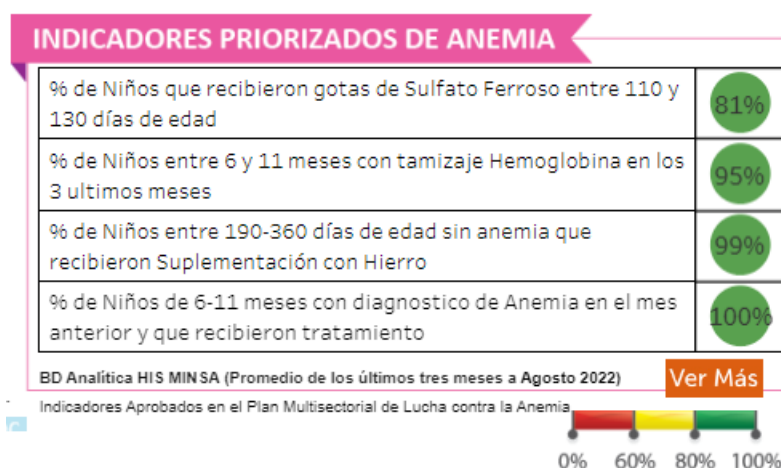 INDICADORES PRIORIZADOS DE ANEMIA
% de Niños que recibieron gotas de Sulfato Ferroso entre 110 y
130 días de edad
81%
% de Niños entre 6 y 11 meses con tamizaje Hemoglobina en los
3 ultimos meses
95%
% de Niños entre 190-360 días de edad sin anemia que
recibieron Suplementación con Hierro
99%
% de Niños de 6-11 meses con diagnostico de Anemia en el mes
anterior y que recibieron tratamiento
100%
BD Analítica HIS MINSA (Promedio de los últimos tres meses a Agosto 2022)
Ver Más
Indicadores Aprobados en el Plan Multisectorial de Lucha contra la Anemia
0% 60% 80% 100%